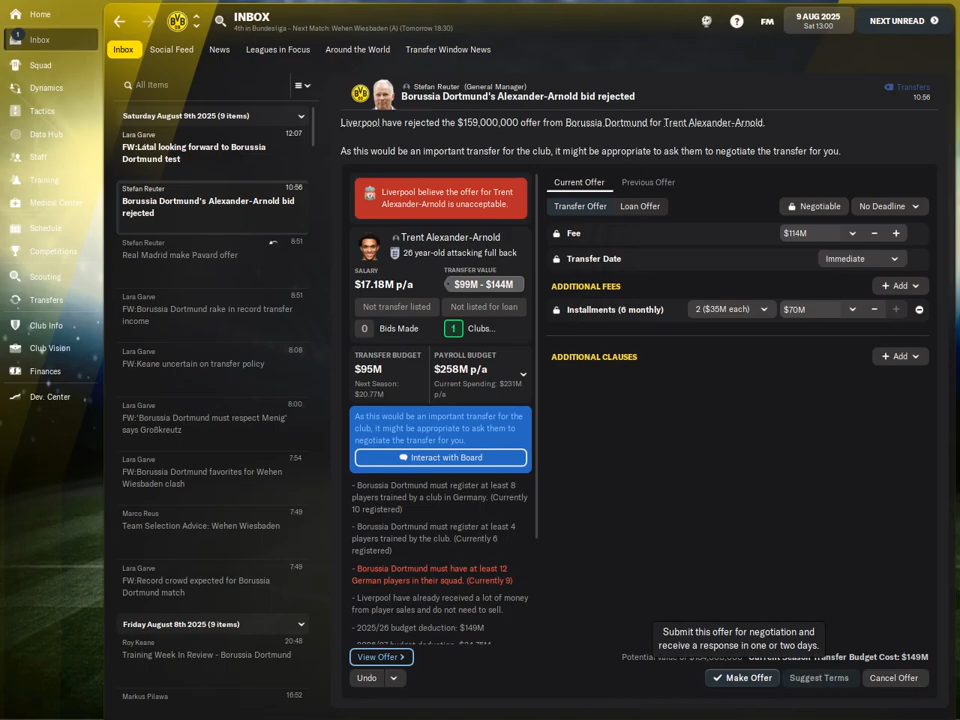 Home
1
Inbox
Squad
Dynamics
Tactics
Data Hub
Staff
Training
Medical Center
Schedule
Competitions
Scouting
Transfers
Club Info
Club Vision
Finances
Dev. Center
BVB 09
INBOX
4th in Bundesliga - Next Match: Wehen Wiesbaden (A) (Tomorrow 18:30)
?
FM
9 AUG 2025
Sat 13:00
NEXT UNREAD
Inbox
Social Feed
News
Leagues in Focus
Around the World
Transfer Window News
All Items
Saturday August 9th 2025 (9 items)
Lara Garve
12:07
FW:Látal looking forward to Borussia
Dortmund test
Stefan Reuter
10:56
Borussia Dortmund's Alexander-Arnold bid
rejected
Stefan Reuter
8:51
Real Madrid make Pavard offer
Lara Garve
8:51
FW:Borussia Dortmund rake in record transfer
income
Lara Garve
8:08
FW:Keane uncertain on transfer policy
Lara Garve
8:00
FW:'Borussia Dortmund must respect Menig'
says Großkreutz
Lara Garve
7:54
FW:Borussia Dortmund favorites for Wehen
Wiesbaden clash
Marco Reus
7:49
Team Selection Advice: Wehen Wiesbaden
Lara Garve
7:49
FW:Record crowd expected for Borussia
Dortmund match
Friday August 8th 2025 (9 items)
Roy Keane
20:48
Training Week In Review - Borussia Dortmund
Markus Pilawa
16:52
Stefan Reuter (General Manager)
Borussia Dortmund's Alexander-Arnold bid rejected
Transfers
10:56
Liverpool have rejected the $159,000,000 offer from Borussia Dortmund for Trent Alexander-Arnold.
As this would be an important transfer for the club, it might be appropriate to ask them to negotiate the transfer for you.
Liverpool believe the offer for Trent
Alexander-Arnold is unacceptable.
Trent Alexander-Arnold
26 year-old attacking full back
SALARY
$17.18M p/a
TRANSFER VALUE
$99M - $144M
Not transfer listed
Not listed for loan
0
Bids Made
1
Clubs...
TRANSFER BUDGET
$95M
Next Season:
$20.77M
PAYROLL BUDGET
$258M p/a
Current Spending: $231M
p/a
As this would be an important transfer for the
club, it might be appropriate to ask them to
negotiate the transfer for you.
Interact with Board
- Borussia Dortmund must register at least 8
players trained by a club in Germany. (Currently
10 registered)
- Borussia Dortmund must register at least 4
players trained by the club. (Currently 6
registered)
- Borussia Dortmund must have at least 12
German players in their squad. (Currently 9)
- Liverpool have already received a lot of money
from player sales and do not need to sell.
- 2025/26 budget deduction: $149M
View Offer >
Undo
Current Offer
Previous Offer
Transfer Offer
Loan Offer
Negotiable
No Deadline
Fee
$114M
Transfer Date
Immediate
ADDITIONAL FEES
+ Add
Installments (6 monthly)
2 ($35M each)
$70M
ADDITIONAL CLAUSES
+ Add
Submit this offer for negotiation and
receive a response in one or two days.
Current Season Transfer Budget Cost: $149M
Make Offer
Suggest Terms
Cancel Offer